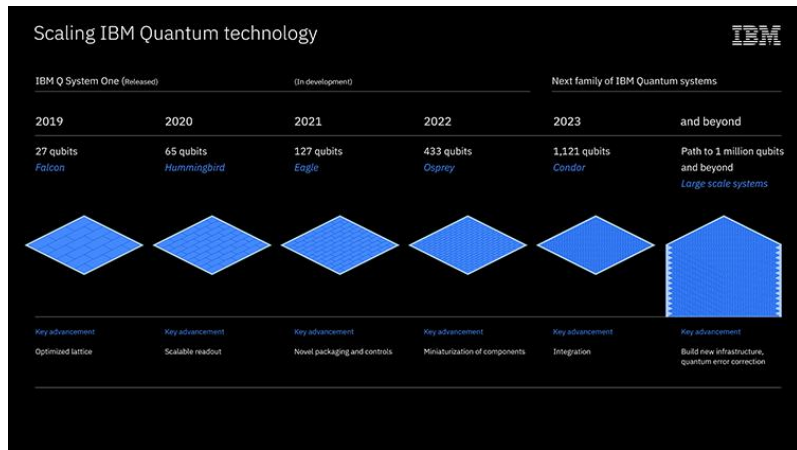 Scaling IBM Quantum technology
IBM
IBM Q System One (Released)
(In development)
Next family of IBM Quantum systems
2019
2020
2021
2022
2023
and beyond
27 qubits
Falcon
65 qubits
Hummingbird
127 qubits
Eagle
433 qubits
Osprey
1,121 qubits
Condor
Path to 1 million qubits
and beyond
Large scale systems
Key advancement
Optimized lattice
Key advancement
Scalable readout
Key advancement
Novel packaging and controls
Key advancement
Miniaturization of components
Key advancement
Integration
Key advancement
Build new infrastructure,
quantum error correction